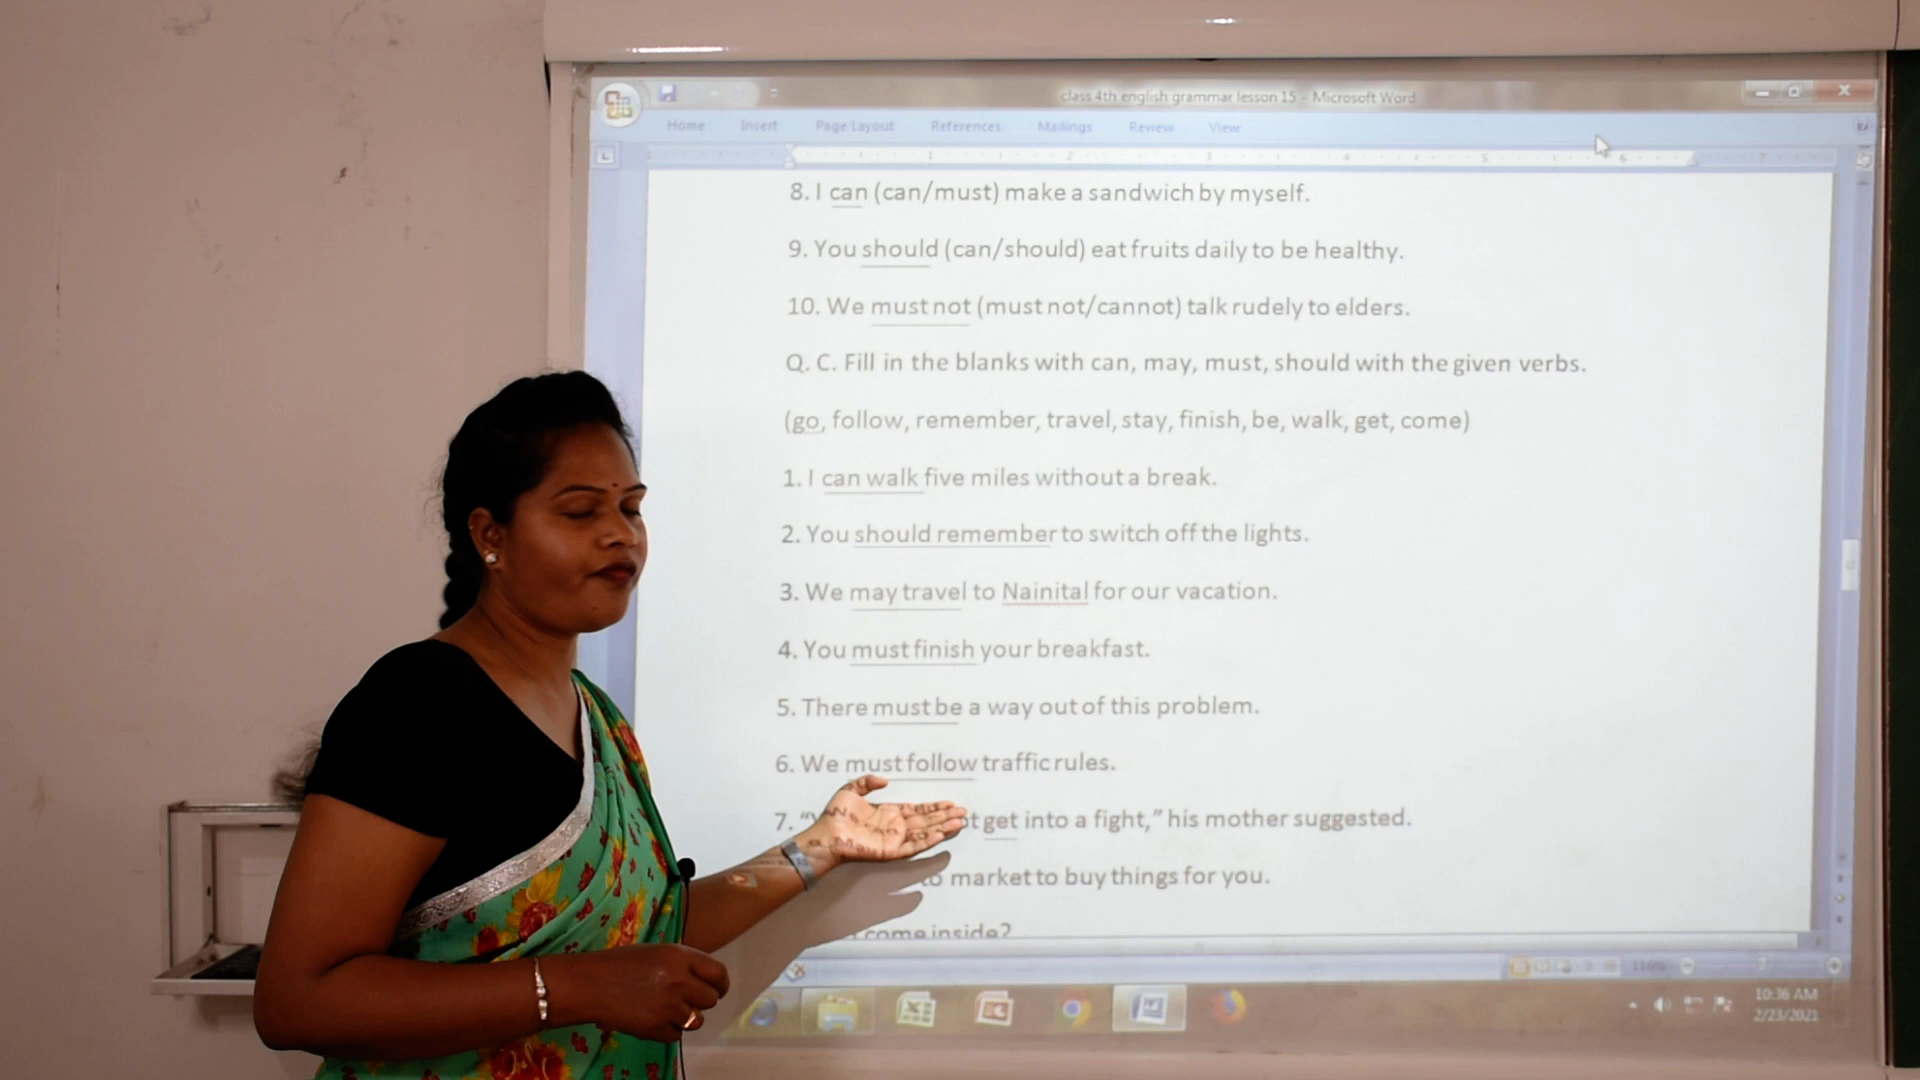 class 4th english grammar lesson 15 - Microsoft Word
Home Insert Page Layout References Mailings Review View
8. I can (can/must) make a sandwich by myself.
9. You should (can/should) eat fruits daily to be healthy.
10. We must not (must not/cannot) talk rudely to elders.
Q. C. Fill in the blanks with can, may, must, should with the given verbs.
(go, follow, remember, travel, stay, finish, be, walk, get, come)
1. I can walk five miles without a break.
2. You should remember to switch off the lights.
3. We may travel to Nainital for our vacation.
4. You must finish your breakfast.
5. There must be a way out of this problem.
6. We must follow traffic rules.
7. get into a fight,” his mother suggested.
to market to buy things for you.
come inside?
10:36 AM
2/23/2021